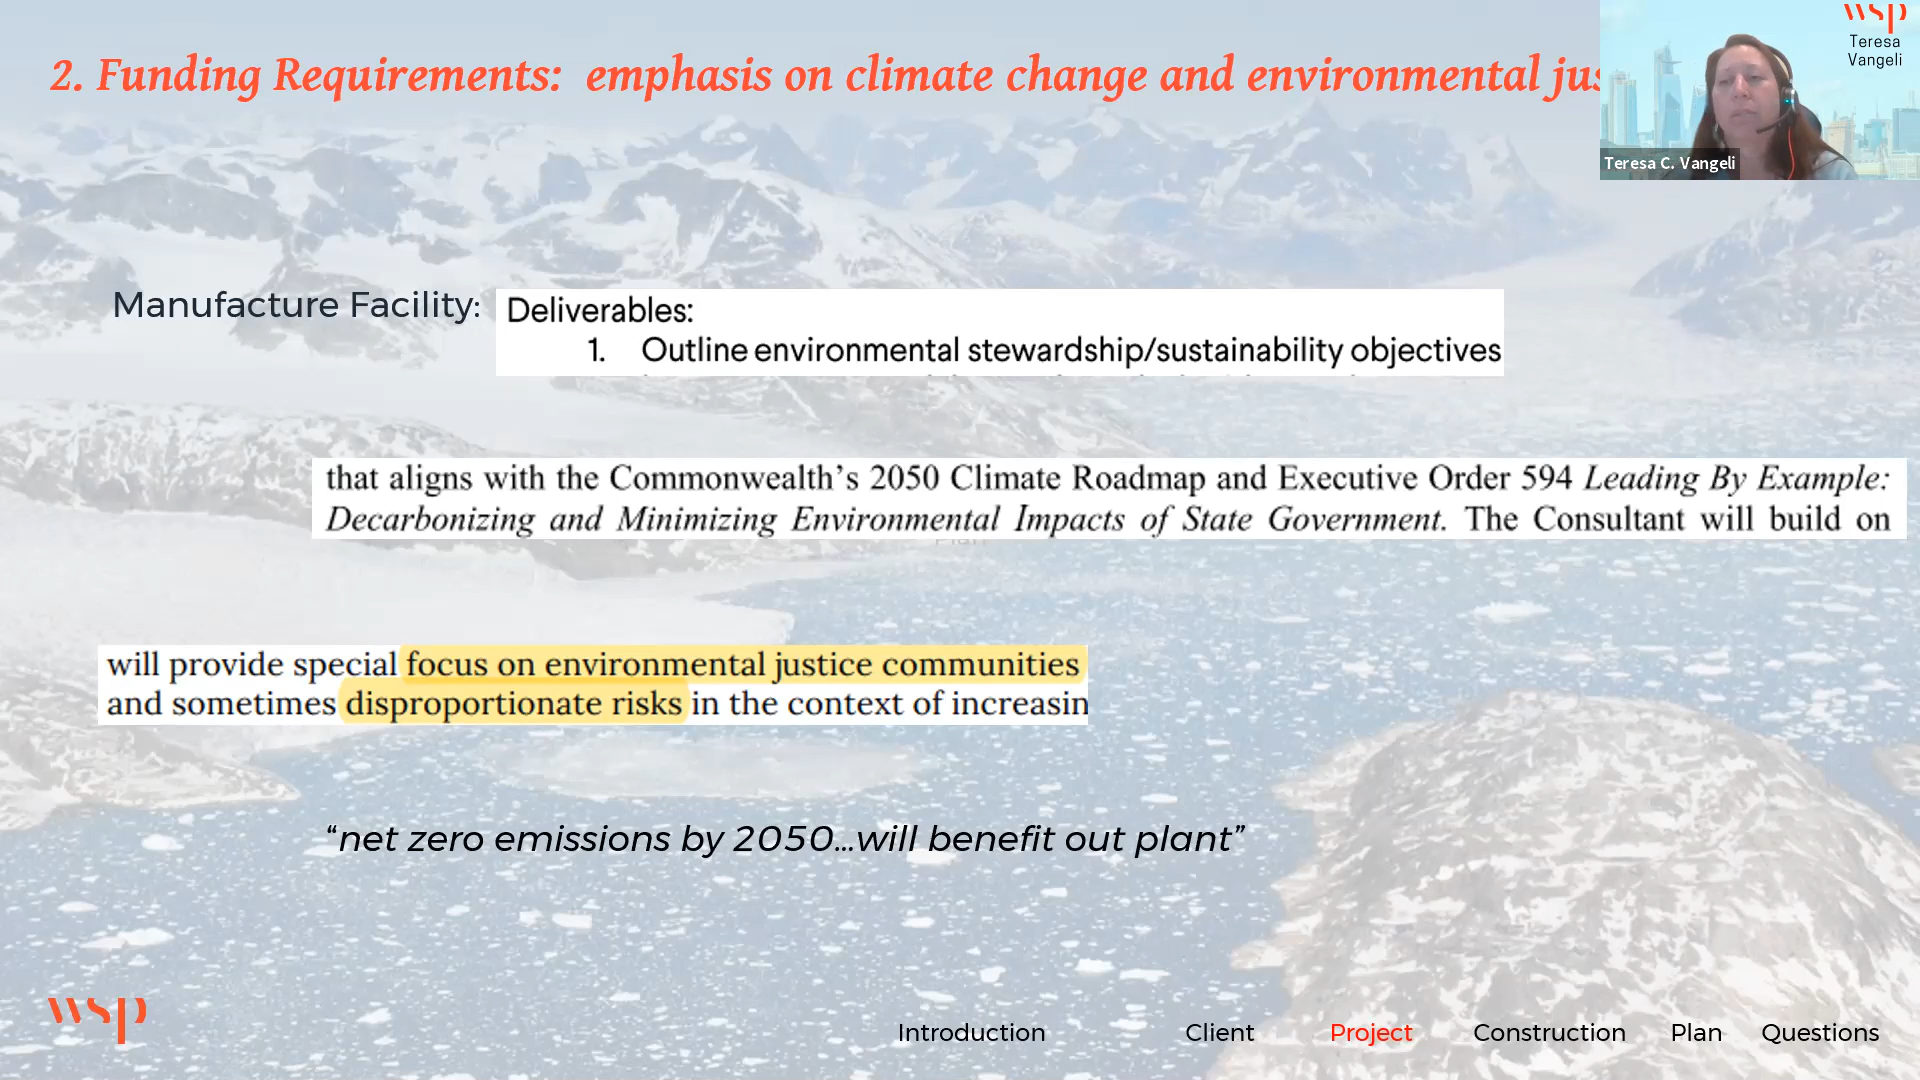 wsp
Teresa
Vangeli
2. Funding Requirements: emphasis on climate change and environmental jus
Teresa C. Vangeli
Manufacture Facility:
Deliverables:
1. Outline environmental stewardship/sustainability objectives
that aligns with the Commonwealth's 2050 Climate Roadmap and Executive Order 594 Leading By Example:
Decarbonizing and Minimizing Environmental Impacts of State Government. The Consultant will build on
will provide special focus on environmental justice communities
and sometimes disproportionate risks in the context of increasin
“net zero emissions by 2050...will benefit out plant”
wsp
Introduction Client Project Construction Plan Questions